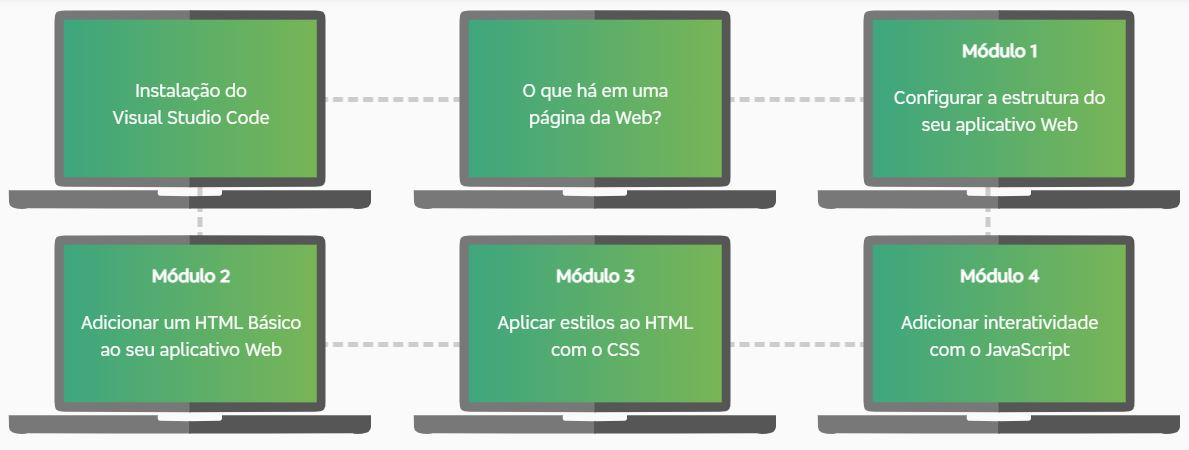 Instalação do
Visual Studio Code
O que há em uma
página da Web?
Módulo 1
Configurar a estrutura do
seu aplicativo Web
Módulo 2
Adicionar um HTML Básico
ao seu aplicativo Web
Módulo 3
Aplicar estilos ao HTML
com o CSS
Módulo 4
Adicionar interatividade
com o JavaScript